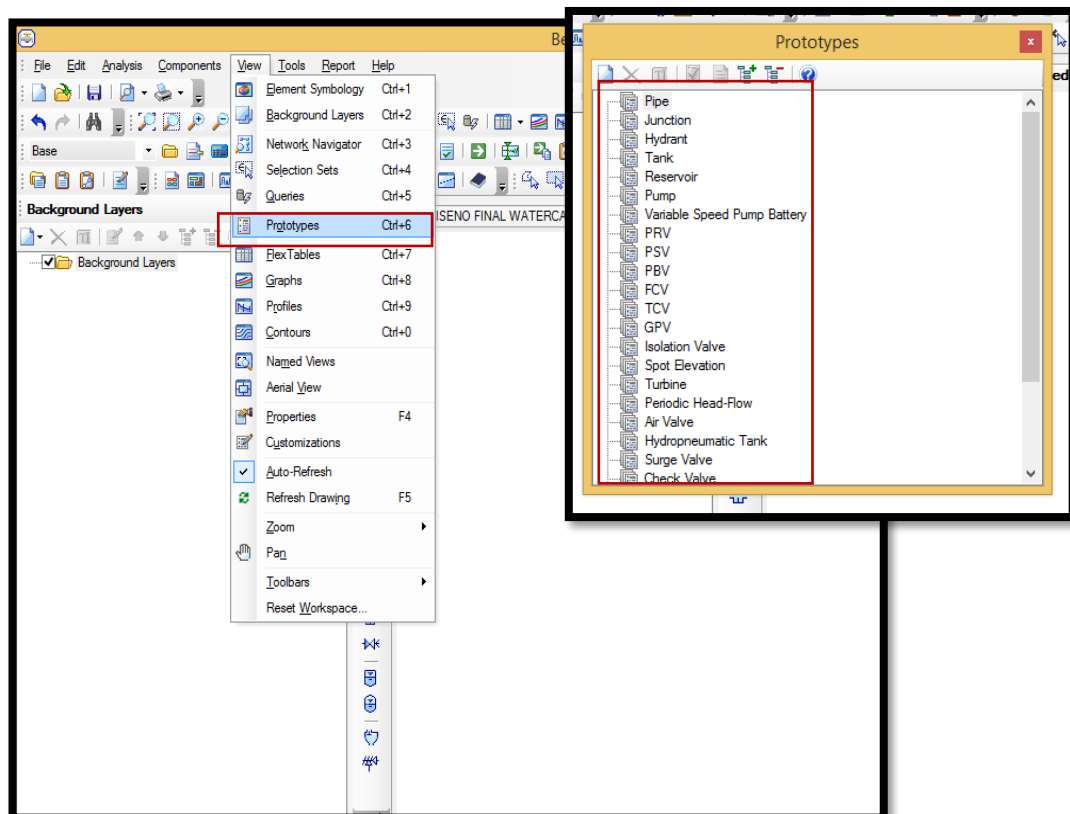 Be
File Edit Analysis Components View Tools Report Help
Base
Background Layers
Background Layers
ISENO FINAL WATERCA
Element Symbology Ctrl+1
Background Layers Ctrl+2
Network Navigator Ctrl+3
Selection Sets Ctrl+4
Queries Ctrl+5
Prototypes Ctrl+6
FlexTables Ctrl+7
Graphs Ctrl+8
Profiles Ctrl+9
Contours Ctrl+0
Named Views
Aerial View
Properties F4
Customizations
Auto-Refresh
Refresh Drawing F5
Zoom
Pan
Toolbars
Reset Workspace...
Prototypes
ed
Pipe
Junction
Hydrant
Tank
Reservoir
Pump
Variable Speed Pump Battery
PRV
PSV
PBV
FCV
TCV
GPV
Isolation Valve
Spot Elevation
Turbine
Periodic Head-Flow
Air Valve
Hydropneumatic Tank
Surge Valve
Check Valve